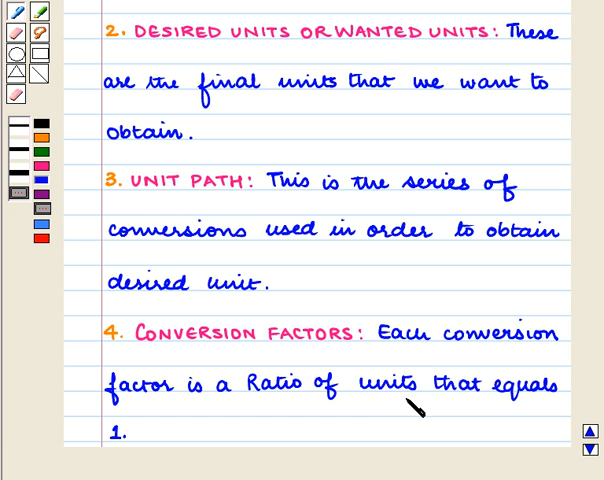 2. DESIRED UNITS OR WANTED UNITS: These
are the final units that we want to
obtain.
3. UNIT PATH: This is the series of
conversions used in order to obtain
desired unit.
4. CONVERSION FACTORS: Each conversion
factor is a Ratio of units that equals
1.